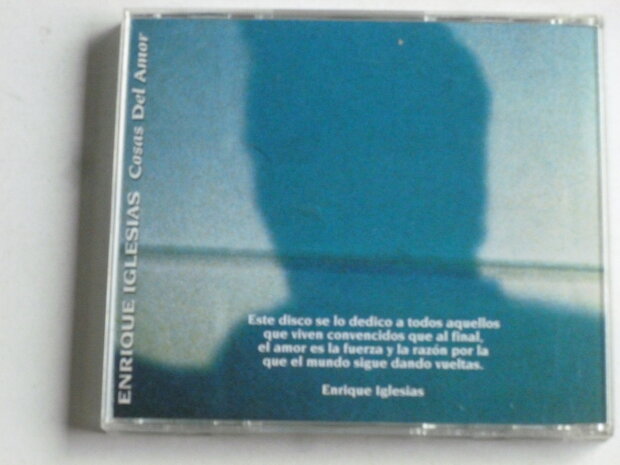 ENRIQUE IGLESIAS Cosas Del Amor
Este disco se lo dedico a todos aquellos
que viven convencidos que al final,
el amor es la fuerza y la razón por la
que el mundo sigue dando vueltas.
Enrique Iglesias